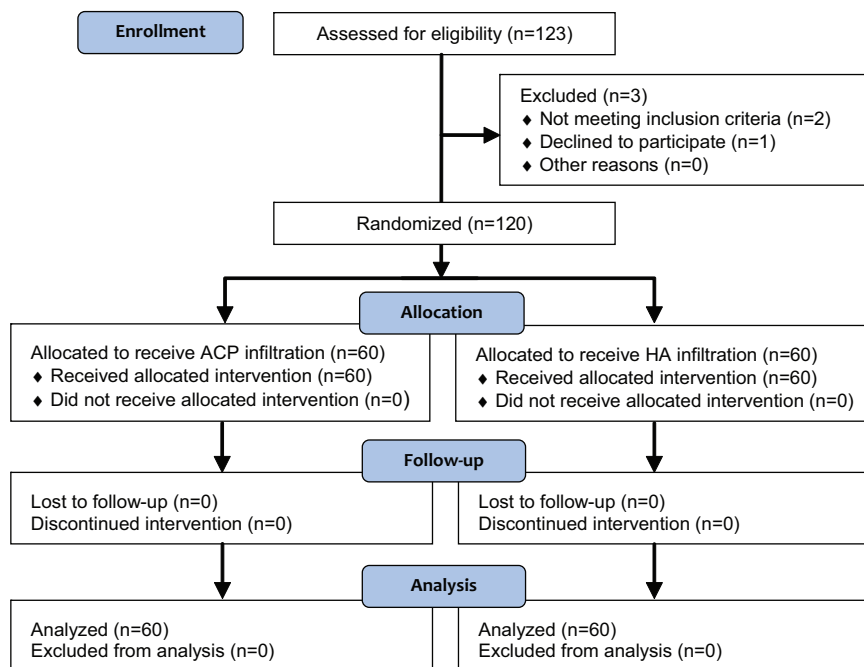 Enrollment
Assessed for eligibility (n=123)
Excluded (n=3)
♦ Not meeting inclusion criteria (n=2)
♦ Declined to participate (n=1)
♦ Other reasons (n=0)
Randomized (n=120)
Allocation
Allocated to receive ACP infiltration (n=60)
♦ Received allocated intervention (n=60)
♦ Did not receive allocated intervention (n=0)
Allocated to receive HA infiltration (n=60)
♦ Received allocated intervention (n=60)
♦ Did not receive allocated intervention (n=0)
Follow-up
Lost to follow-up (n=0)
Discontinued intervention (n=0)
Lost to follow-up (n=0)
Discontinued intervention (n=0)
Analysis
Analyzed (n=60)
Excluded from analysis (n=0)
Analyzed (n=60)
Excluded from analysis (n=0)